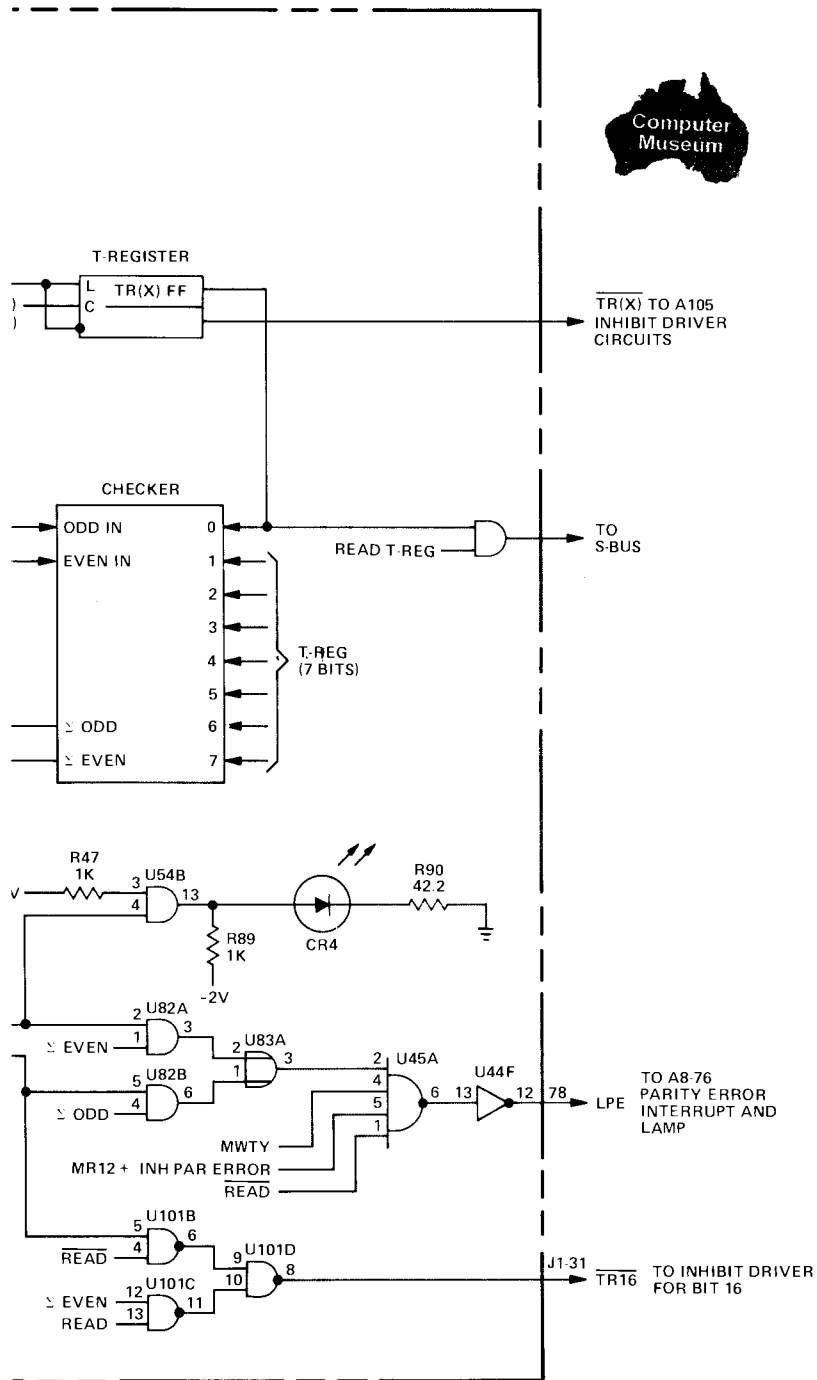 Computer
Museum
T-REGISTER
L
TR(X) FF
C
)
)
TR(X) TO A105
INHIBIT DRIVER
CIRCUITS
CHECKER
ODD IN
0
EVEN IN
1
2
3
4
5
Σ ODD
6
Σ EVEN
7
READ T-REG
TO
S-BUS
T-REG
(7 BITS)
R47
1K
V
U54B
3
4
13
R89
1K
-2V
CR4
R90
42.2
U82A
2
1
3
Σ EVEN
U82B
5
4
6
Σ ODD
U83A
2
1
3
U45A
2
4
5
1
6
U44F
13
12
78
LPE
TO A8-76
PARITY ERROR
INTERRUPT AND
LAMP
MWTY
MR12 + INH PAR ERROR
READ
U101B
5
4
6
READ
U101C
Σ EVEN
12
READ
13
11
U101D
9
10
8
J1-31
TR16
TO INHIBIT DRIVER
FOR BIT 16